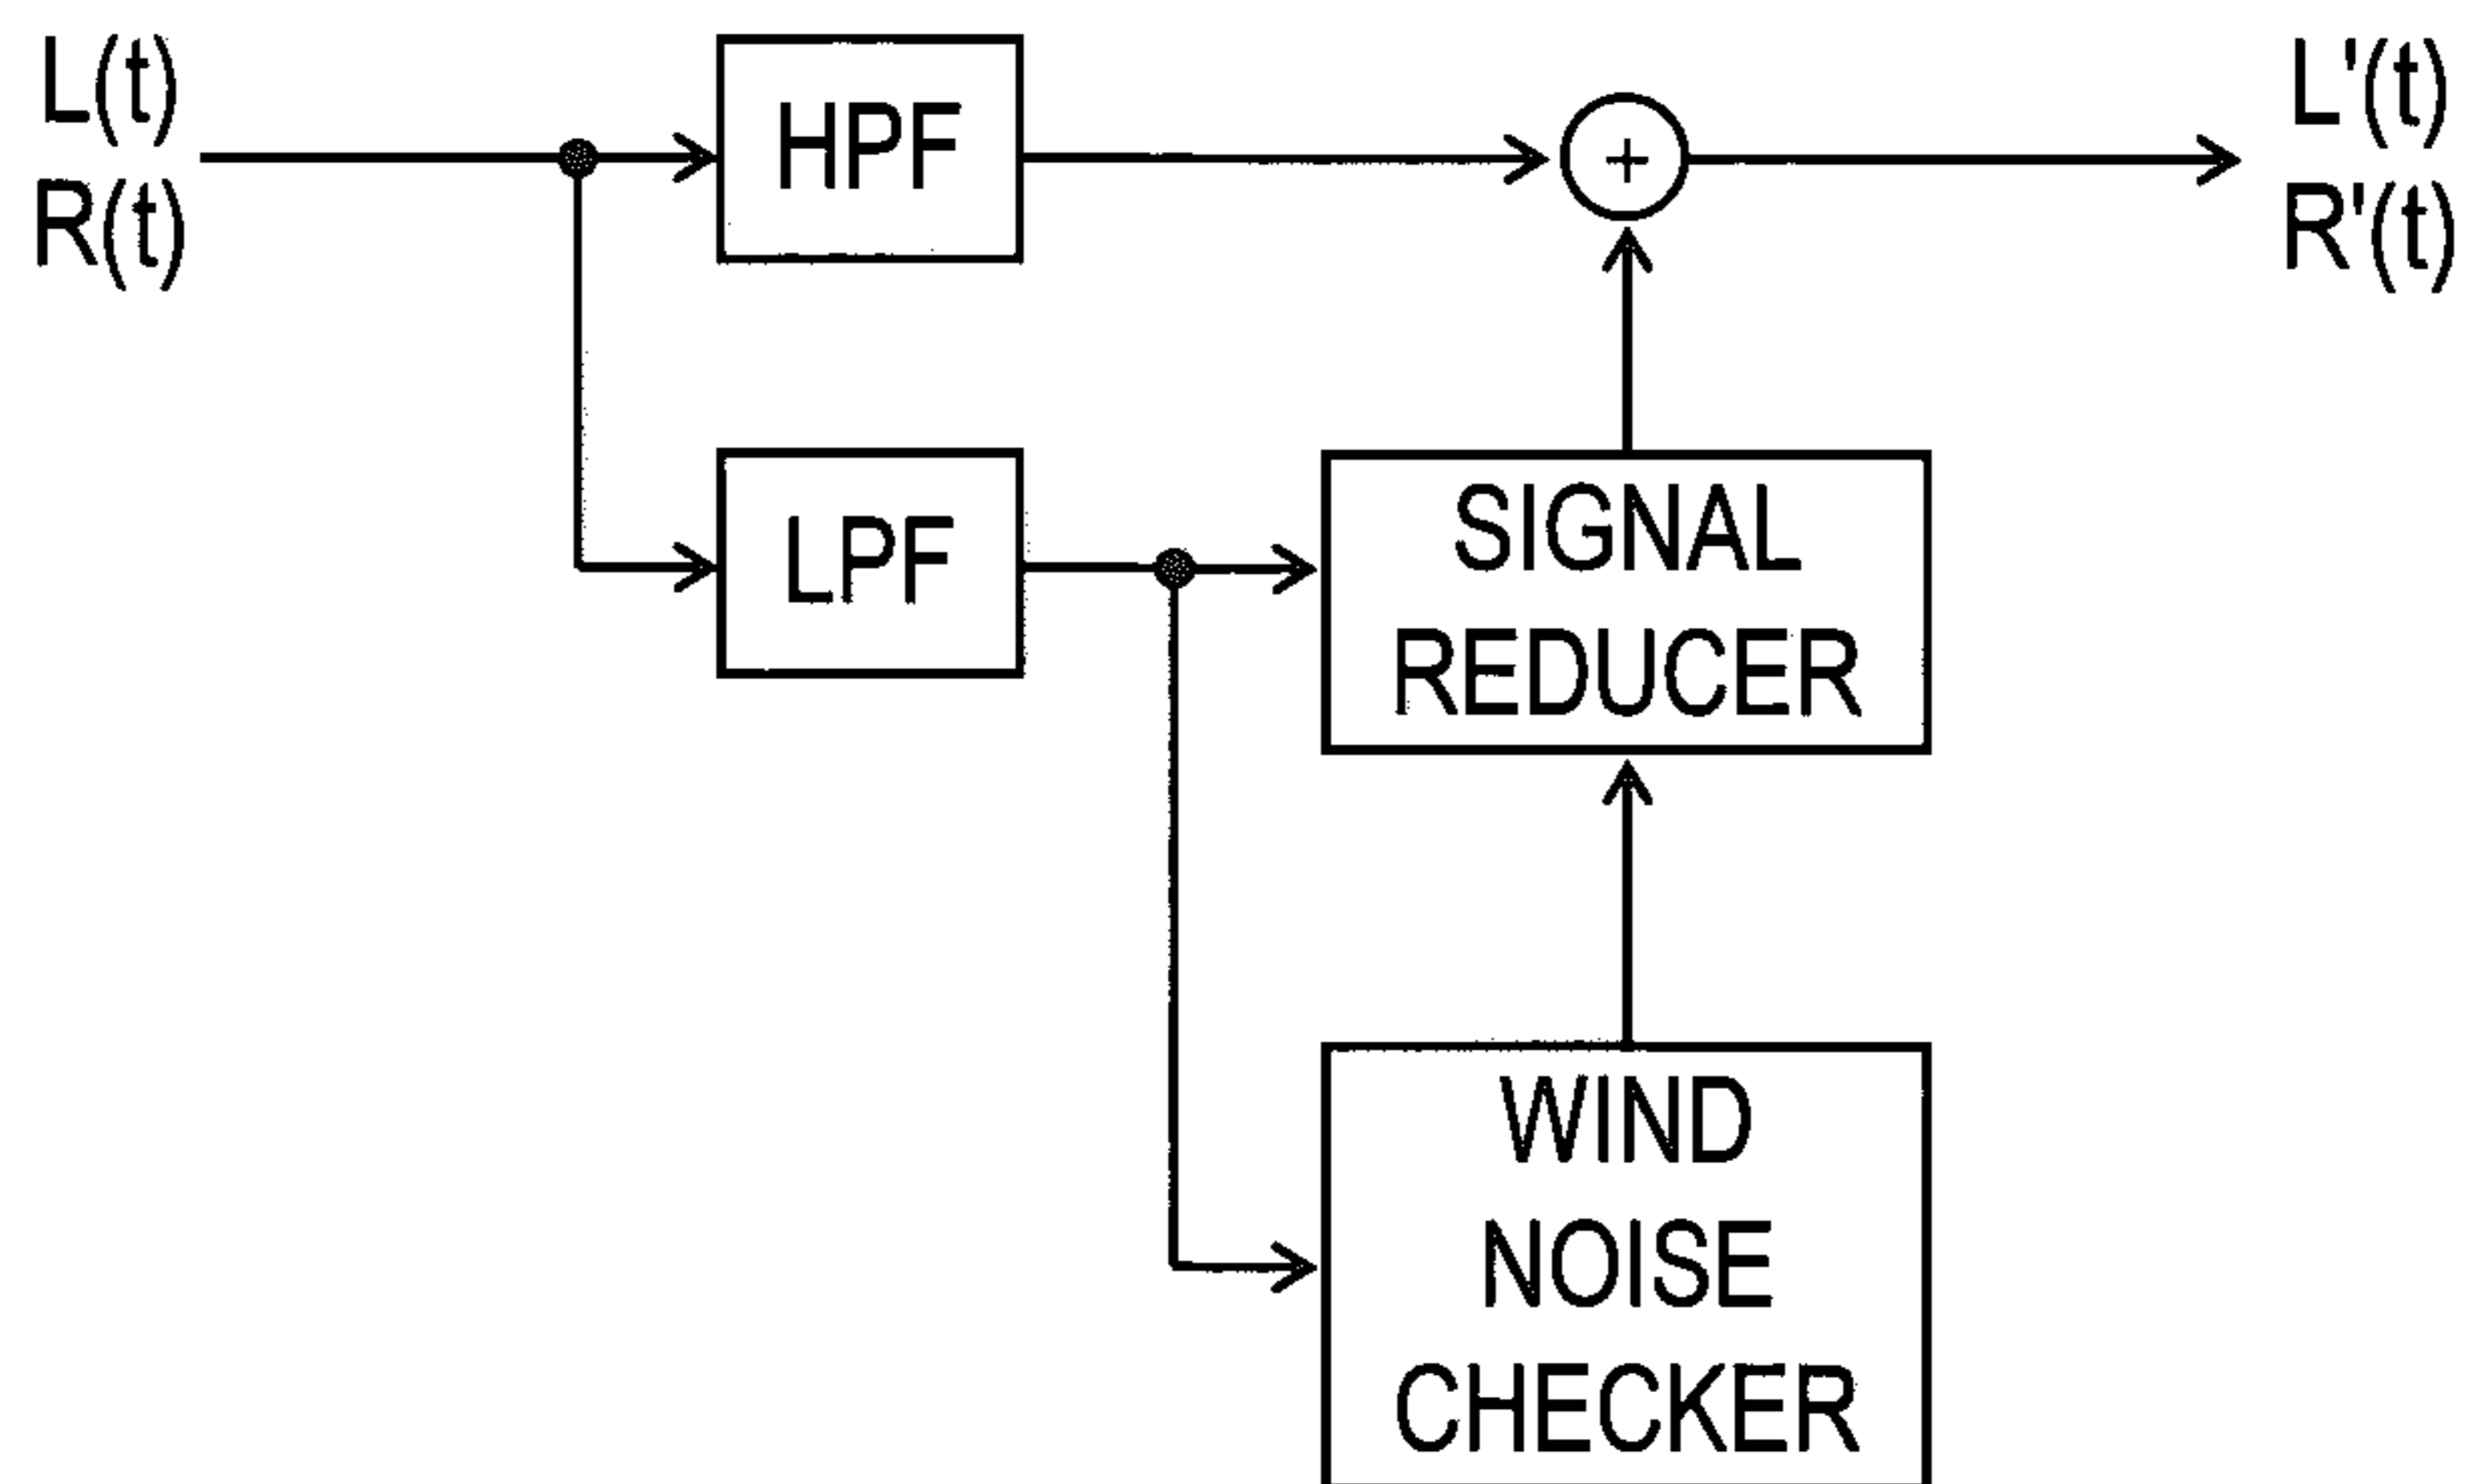 L(t)
R(t)
HPF
+
L'(t)
R'(t)
LPF
SIGNAL
REDUCER
WIND
NOISE
CHECKER